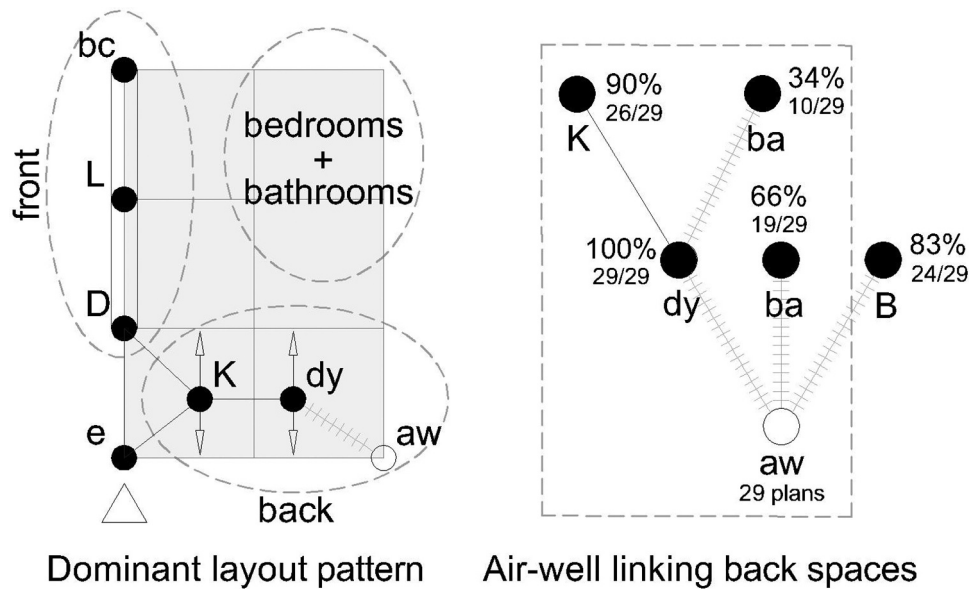 bc
L
front
D
e
bedrooms
+
bathrooms
K
dy
aw
back
Dominant layout pattern
90%
26/29
K
34%
10/29
ba
100%
29/29
dy
66%
19/29
ba
83%
24/29
B
aw
29 plans
Air-well linking back spaces